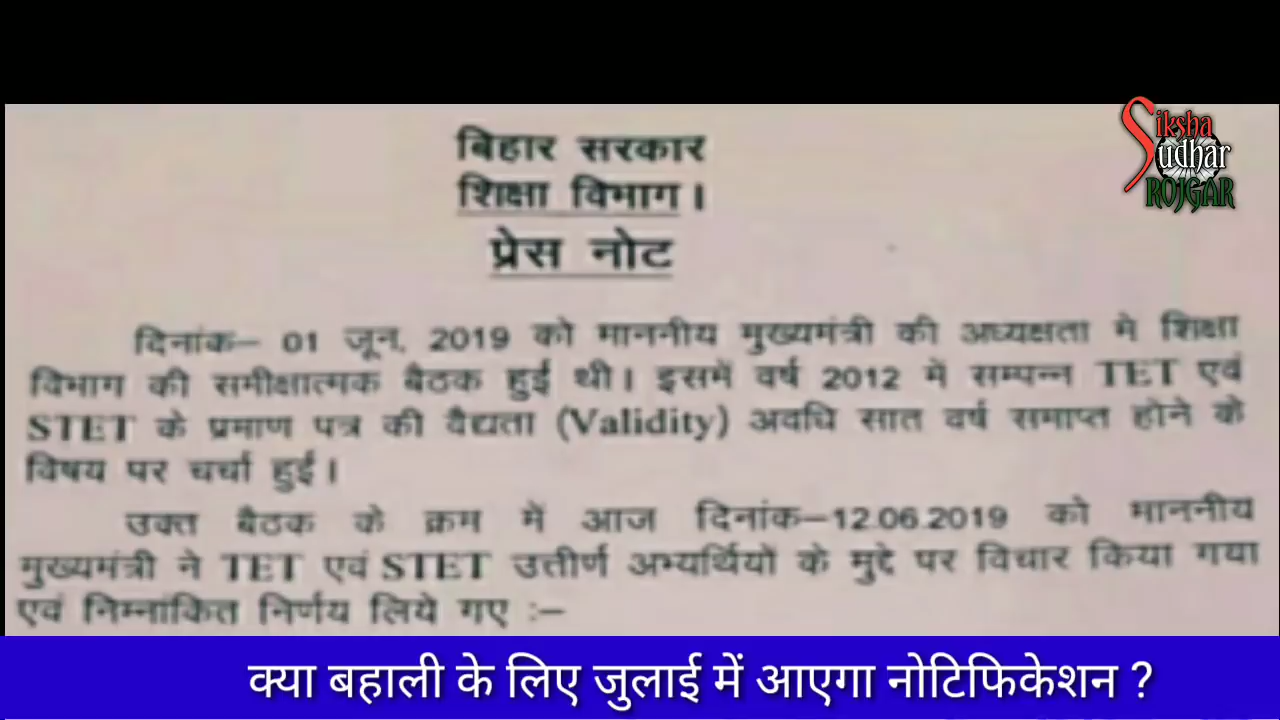 Siksha
Sudhar
ROJGAR
बिहार सरकार
शिक्षा विभाग।
प्रेस नोट
दिनांक– 01 जून, 2019 को माननीय मुख्यमंत्री की अध्यक्षता मे शिक्षा
विभाग की समीक्षात्मक बैठक हुई थी। इसमें वर्ष 2012 में सम्पन्न TET एवं
STET के प्रमाण पत्र की वैद्यता (Validity) अवधि सात वर्ष समाप्त होने के
विषय पर चर्चा हुई।
उक्त बैठक के क्रम में आज दिनांक–12.06.2019 को माननीय
मुख्यमंत्री ने TET एवं STET उत्तीर्ण अभ्यर्थियों के मुद्दे पर विचार किया गया
एवं निम्नांकित निर्णय लिये गए :–
क्या बहाली के लिए जुलाई में आएगा नोटिफिकेशन ?